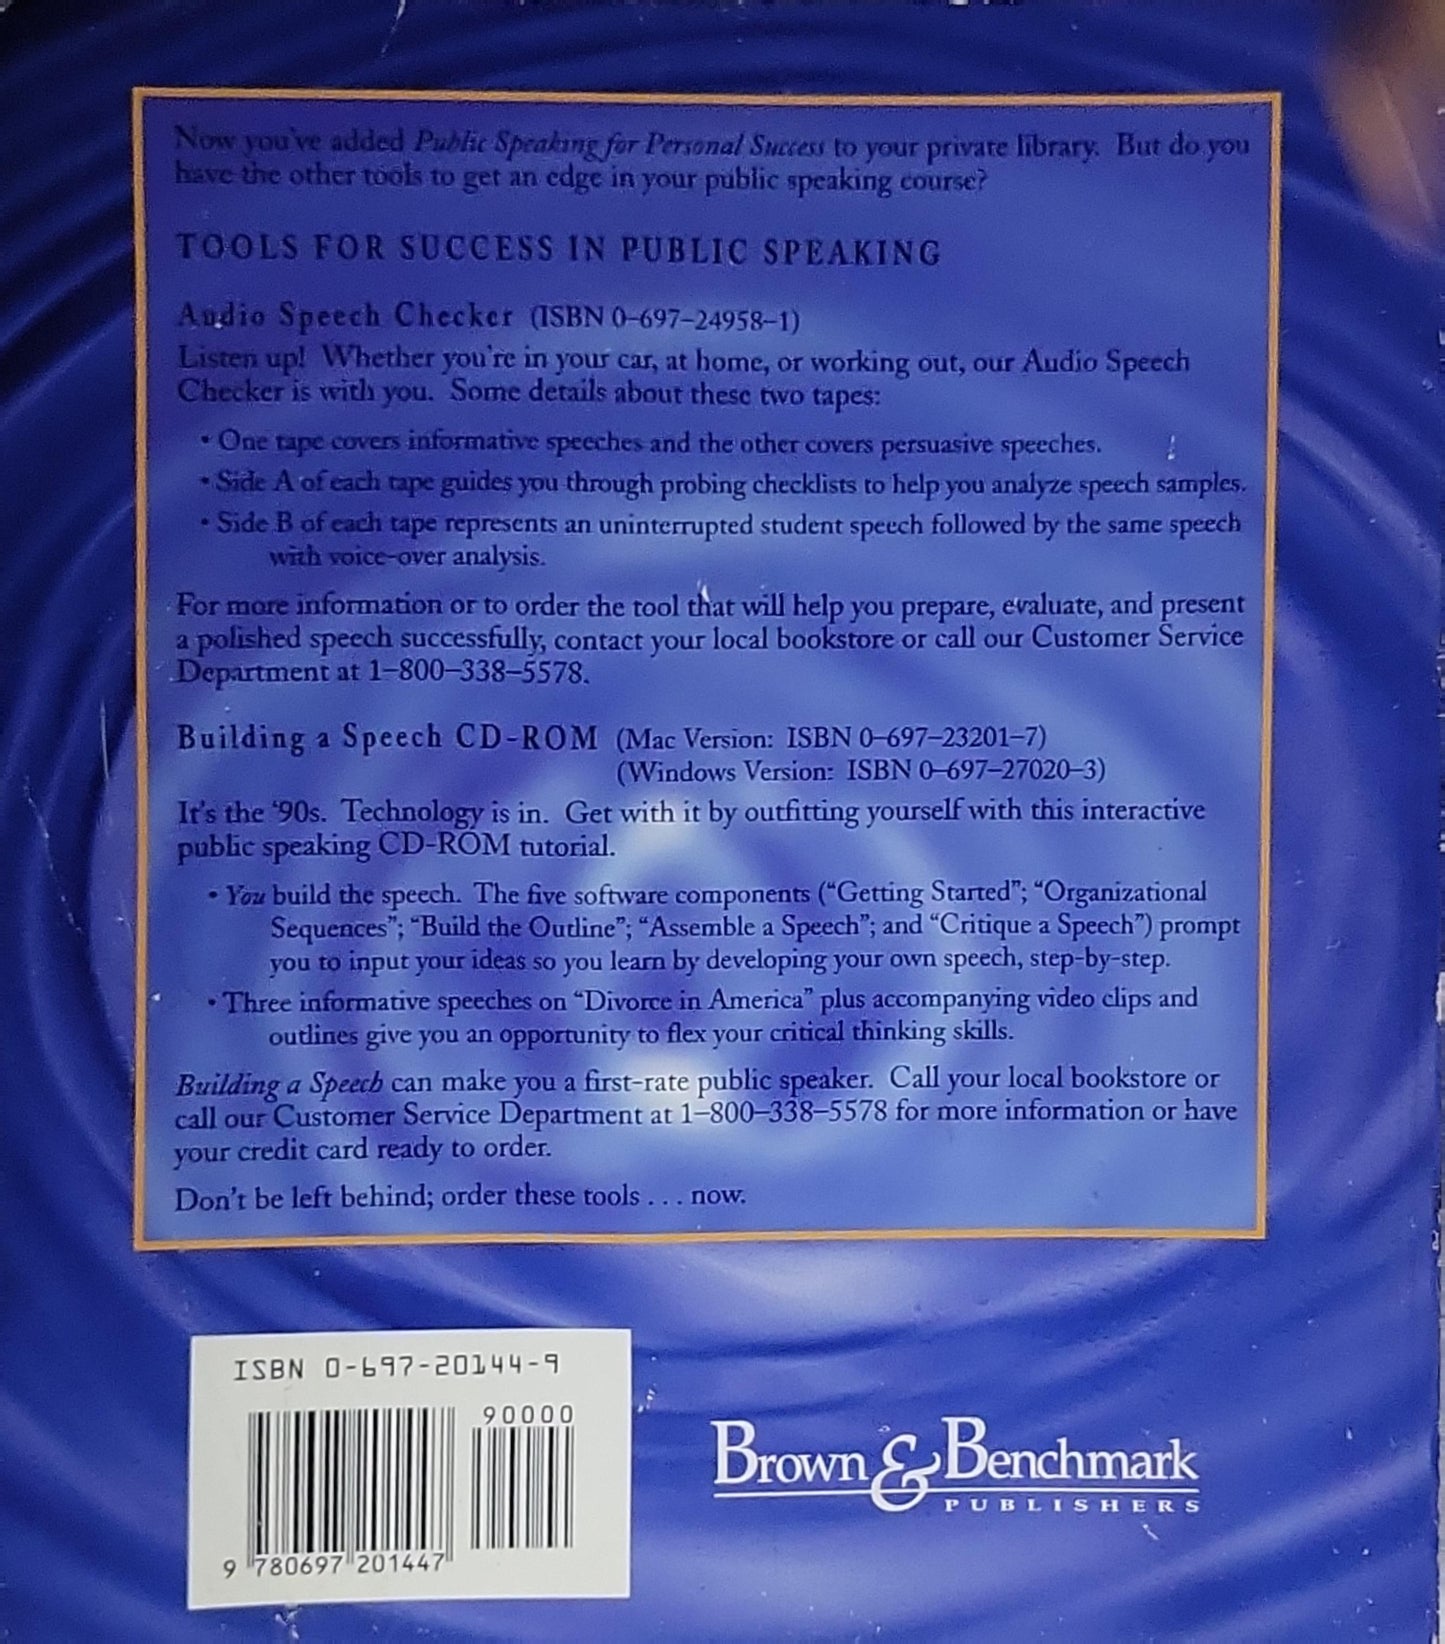 Now you've added Public Speaking for Personal Success to your private library. But do you
have the other tools to get an edge in your public speaking course?
TOOLS FOR SUCCESS IN PUBLIC SPEAKING
Audio Speech Checker (ISBN 0-697-24958-1)
Listen up! Whether you're in your car, at home, or working out, our Audio Speech
Checker is with you. Some details about these two tapes:
• One tape covers informative speeches and the other covers persuasive speeches.
• Side A of each tape guides you through probing checklists to help you analyze speech samples.
• Side B of each tape represents an uninterrupted student speech followed by the same speech
with voice-over analysis.
For more information or to order the tool that will help you prepare, evaluate, and present
a polished speech successfully, contact your local bookstore or call our Customer Service
Department at 1-800-338-5578.
Building a Speech CD-ROM (Mac Version: ISBN 0-697-23201-7)
(Windows Version: ISBN 0-697-27020-3)
It's the '90s. Technology is in. Get with it by outfitting yourself with this interactive
public speaking CD-ROM tutorial.
• You build the speech. The five software components ("Getting Started"; "Organizational
Sequences"; "Build the Outline"; "Assemble a Speech"; and "Critique a Speech") prompt
you to input your ideas so you learn by developing your own speech, step-by-step.
• Three informative speeches on "Divorce in America" plus accompanying video clips and
outlines give you an opportunity to flex your critical thinking skills.
Building a Speech can make you a first-rate public speaker. Call your local bookstore or
call our Customer Service Department at 1-800-338-5578 for more information or have
your credit card ready to order.
Don't be left behind; order these tools . . . now.
ISBN 0-697-20144-9
90000
9 780697 201447
Brown & Benchmark
PUBLISHERS